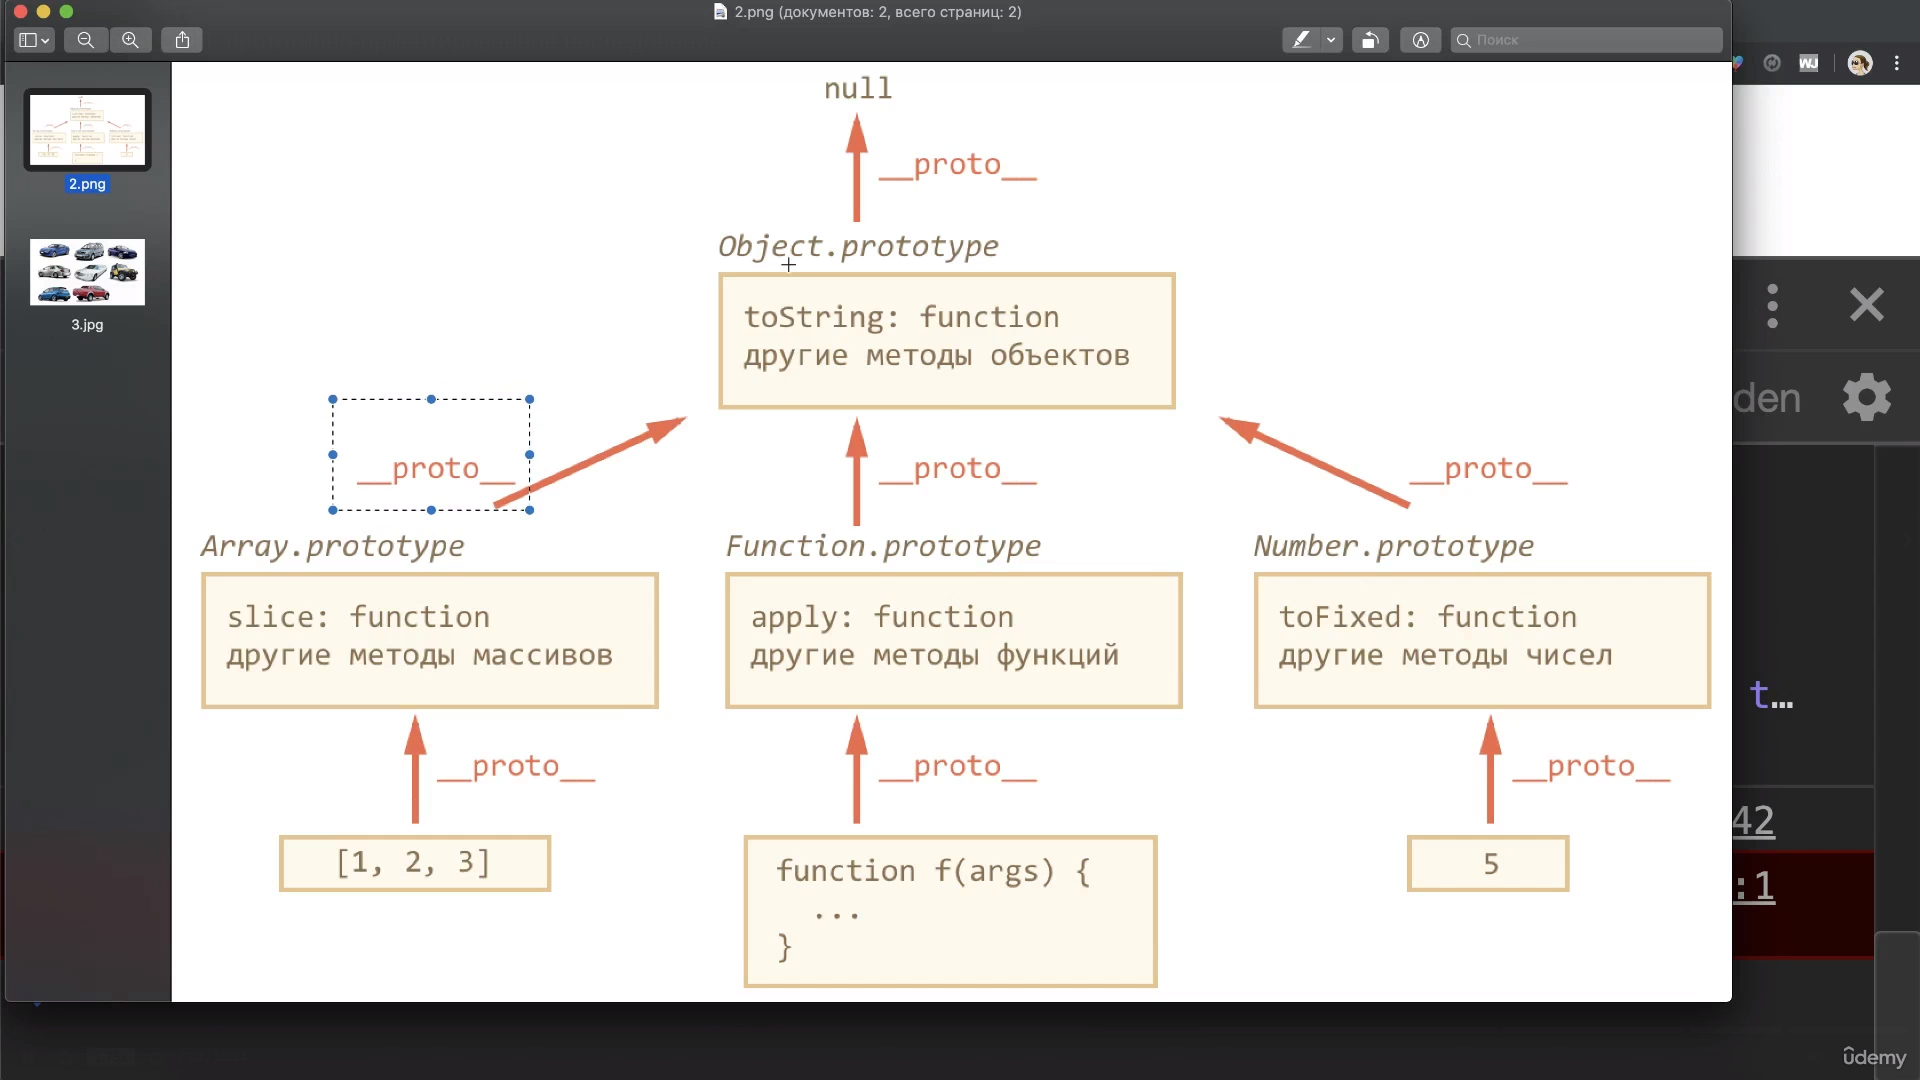 2.png (документов: 2, всего страниц: 2)
Поиск
2.png
3.jpg
null
__proto__
Object.prototype
toString: function
другие методы объектов
__proto__
__proto__
__proto__
Array.prototype
Function.prototype
Number.prototype
slice: function
другие методы массивов
apply: function
другие методы функций
toFixed: function
другие методы чисел
__proto__
__proto__
__proto__
[1, 2, 3]
function f(args) {
...
}
5
den
t…
42
:1
ûdemy